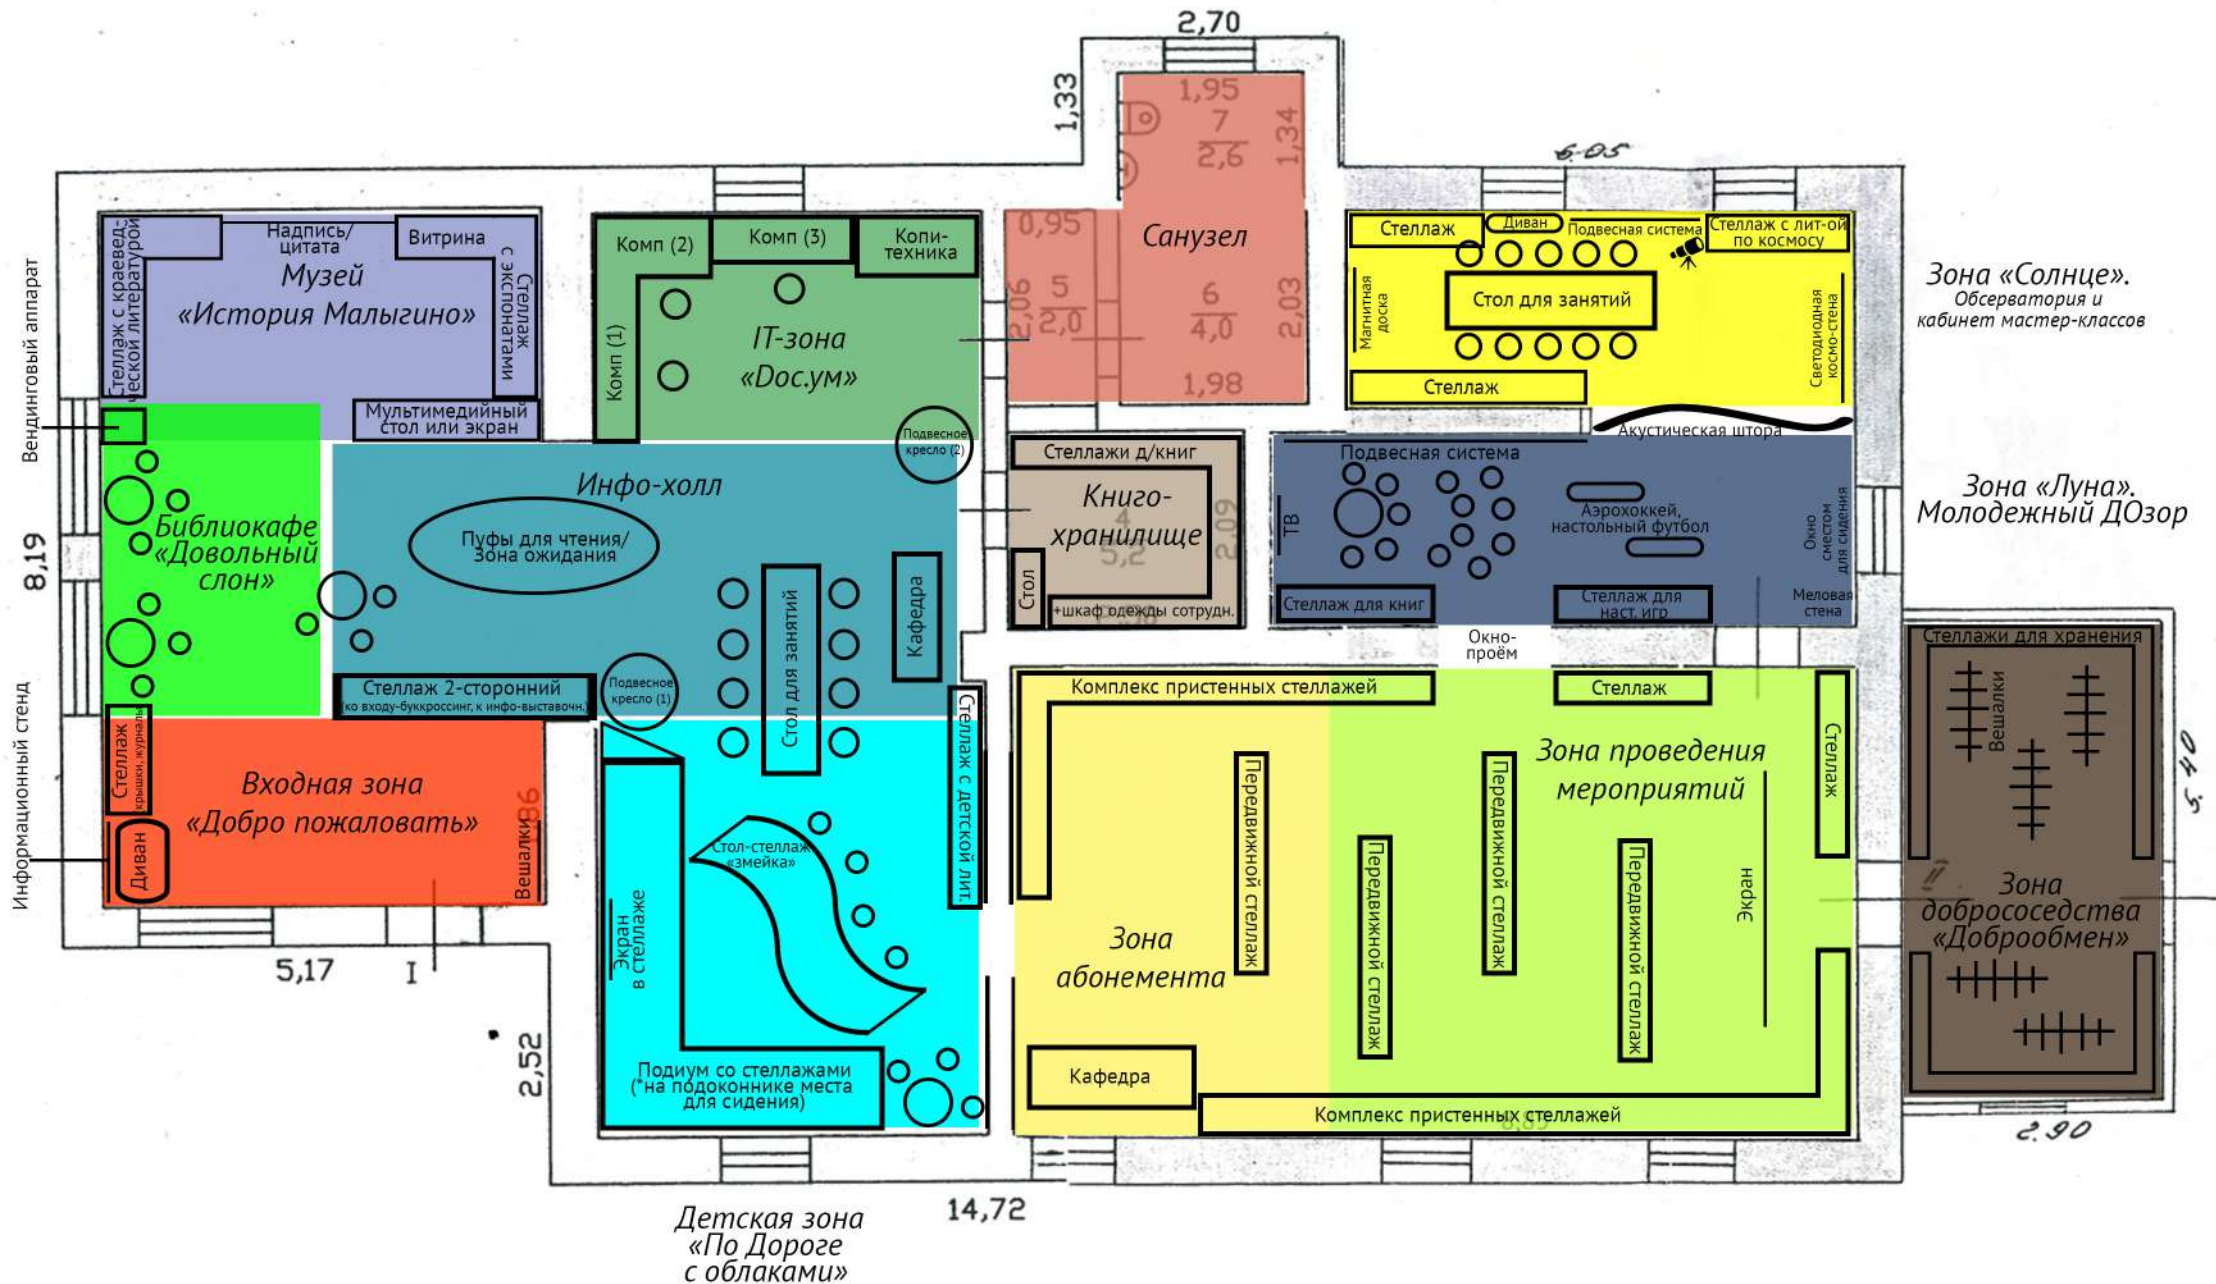 2,70
1,33
1,95
7
2,6
1,34
6.05
Санузел
0,95
2,06
5
2,0
6
4,0
2,03
1,98
Стеллаж с краевед-
ческой литературой
Надпись/
цитата
Витрина
Стеллаж
с экспонатами
Музей
«История Малыгино»
Мультимедийный
стол или экран
Вендинговый аппарат
Комп (2)
Комп (3)
Копи-
техника
Комп (1)
IT-зона
«Doc.ум»
Подвесное
кресло (2)
Стеллаж
Диван
Подвесная система
Стеллаж с лит-ой
по космосу
Магнитная
доска
Стол для занятий
Светодиодная
космо-стена
Стеллаж
Акустическая штора
Зона «Солнце».
Обсерватория и
кабинет мастер-классов
8,19
Библиокафе
«Довольный
слон»
Инфо-холл
Пуфы для чтения/
Зона ожидания
Стол для занятий
Кафедра
Стеллаж 2-сторонний
(ко входу-буккроссинг, к инфо-выставочн.)
Подвесное
кресло (1)
Стеллажи д/книг
Книго-
хранилище
4
5,2
2,09
Стол
+шкаф одежды сотрудн.
Подвесная система
ТВ
Аэрохоккей,
настольный футбол
Окно
сместом
для сидения
Стеллаж для книг
Стеллаж для
наст. игр
Меловая
стена
Зона «Луна».
Молодежный ДОзор
Окно-
проём
Информационный стенд
Стеллаж
крышки, журналы
Диван
Входная зона
«Добро пожаловать»
1,86
Вешалки
5,17
I
2,52
Стеллаж с детской лит.
Стол-стеллаж
«змейка»
Экран
в стеллаже
Подиум со стеллажами
(*на подоконнике места
для сидения)
Детская зона
«По Дороге
с облаками»
14,72
Комплекс пристенных стеллажей
Стеллаж
Стеллаж
Зона проведения
мероприятий
Передвижной стеллаж
Передвижной стеллаж
Передвижной стеллаж
Передвижной стеллаж
Экран
Зона
абонемента
Кафедра
Комплекс пристенных стеллажей
8,85
Стеллажи для хранения
Вешалки
Зона
добрососедства
«Доброобмен»
5.40
2.90